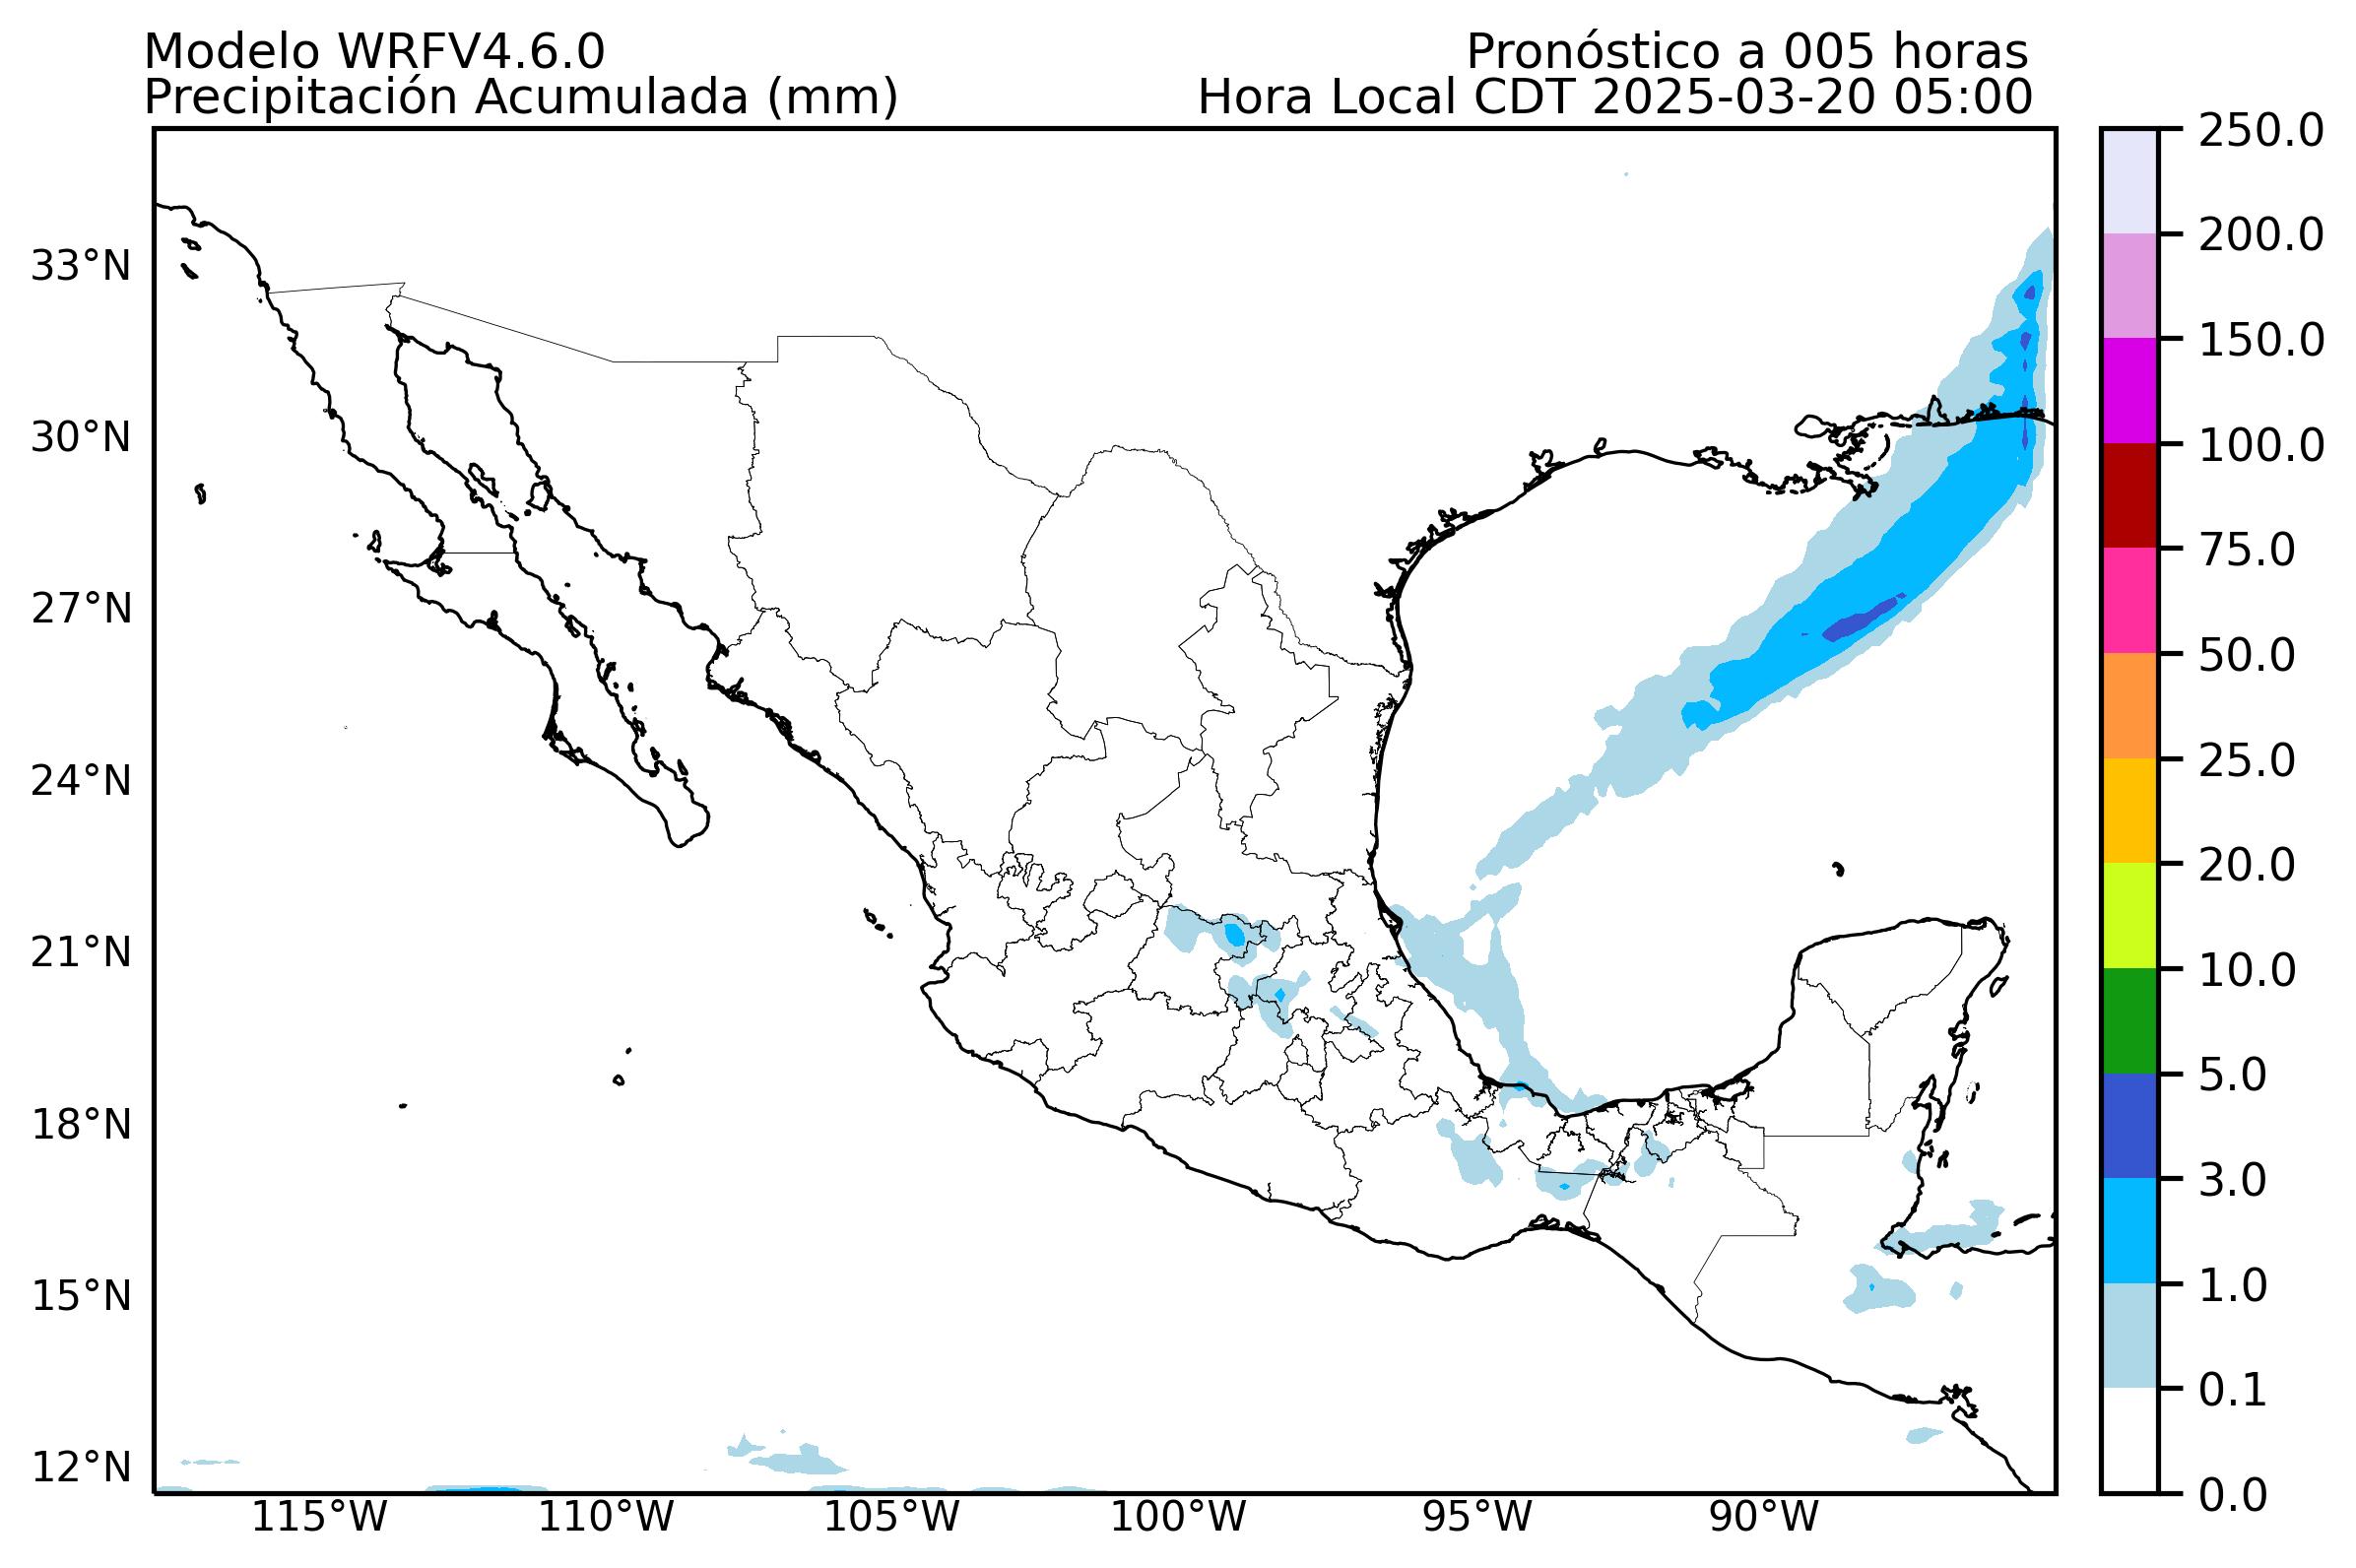 Modelo WRFV4.6.0
Pronóstico a 005 horas
Precipitación Acumulada (mm)
Hora Local CDT 2025-03-20 05:00
33°N
30°N
27°N
24°N
21°N
18°N
15°N
12°N
115°W
110°W
105°W
100°W
95°W
90°W
250.0
200.0
150.0
100.0
75.0
50.0
25.0
20.0
10.0
5.0
3.0
1.0
0.1
0.0